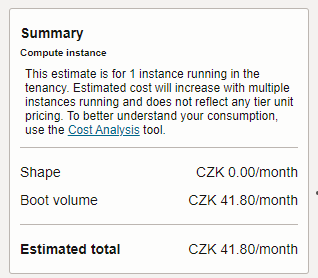 Summary
Compute instance
This estimate is for 1 instance running in the
tenancy. Estimated cost will increase with multiple
instances running and does not reflect any tier unit
pricing. To better understand your consumption,
use the Cost Analysis tool.
Shape CZK 0.00/month
Boot volume CZK 41.80/month
Estimated total CZK 41.80/month